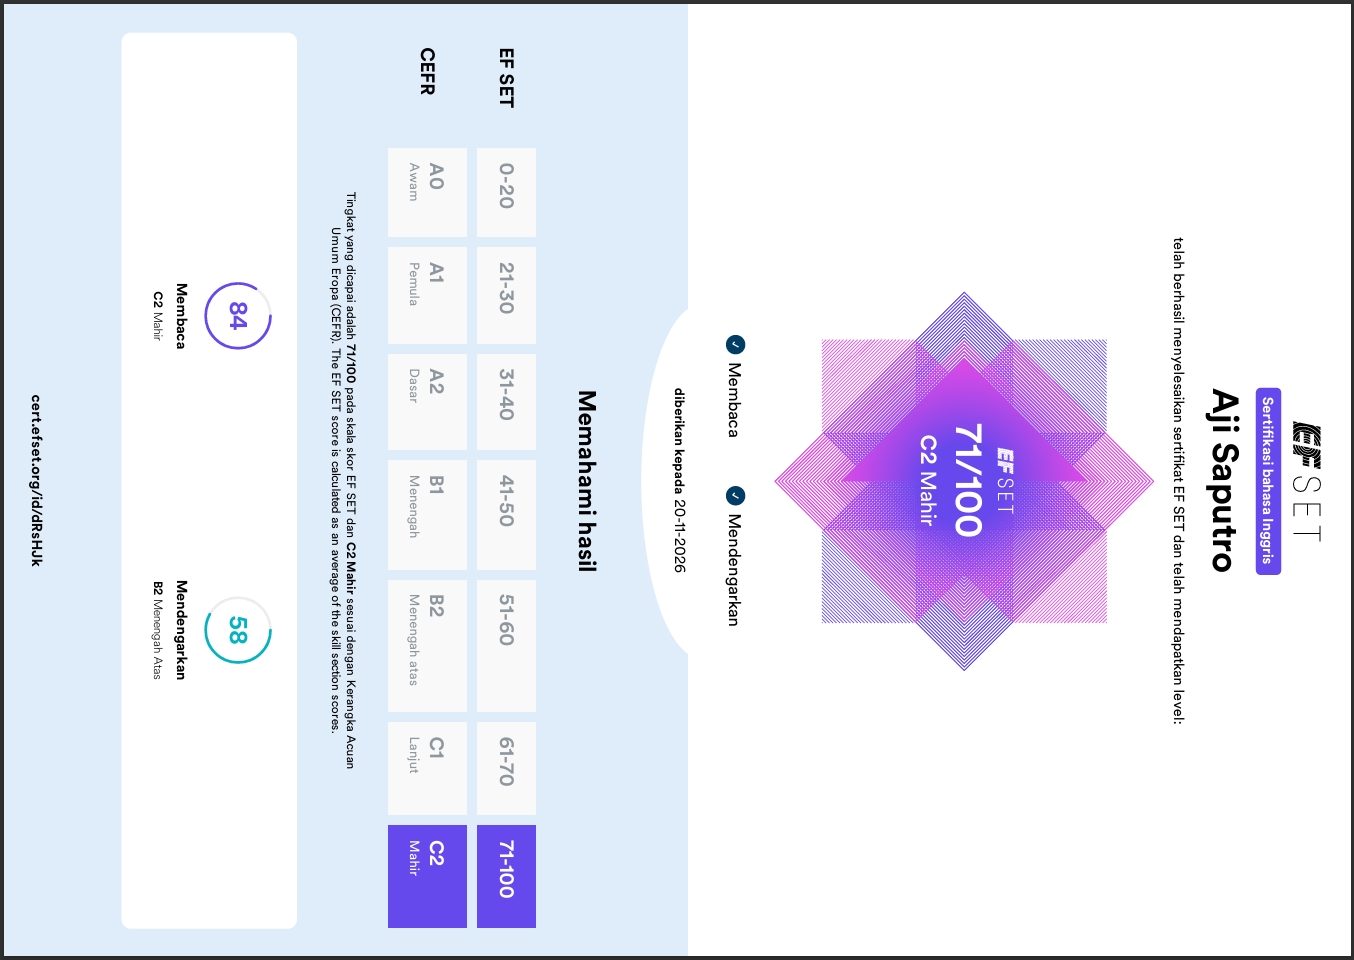 EF SET
Sertifikasi bahasa Inggris
Aji Saputro
telah berhasil menyelesaikan sertifikat EF SET dan telah mendapatkan level:
EF SET
71/100
C2 Mahir
Membaca Mendengarkan
diberikan kepada 20-11-2026
Memahami hasil
EF SET 0-20 21-30 31-40 41-50 51-60 61-70 71-100
CEFR A0 A1 A2 B1 B2 C1 C2
Awam Pemula Dasar Menengah Menengah atas Lanjut Mahir
Tingkat yang dicapai adalah 71/100 pada skala skor EF SET dan C2 Mahir sesuai dengan Kerangka Acuan
Umum Eropa (CEFR). The EF SET score is calculated as an average of the skill section scores.
84 58
Membaca Mendengarkan
C2 Mahir B2 Menengah Atas
cert.efset.org/id/dRsHJk